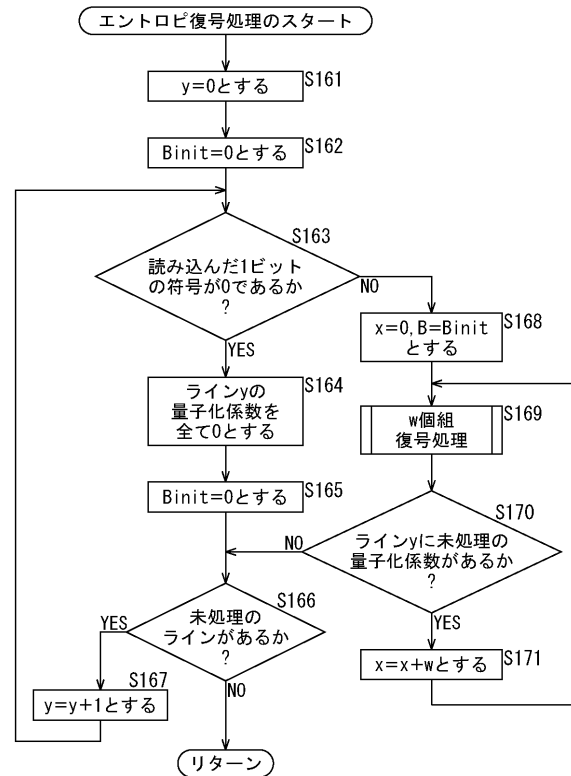 エントロピ復号処理のスタート
y=0とする
S161
Binit=0とする
S162
S163
読み込んだ1ビット
の符号が0であるか
?
NO
YES
x=0,B=Binit
とする
S168
ラインyの
量子化係数を
全て0とする
S164
w個組
復号処理
S169
Binit=0とする
S165
S170
ラインyに未処理の
量子化係数があるか
?
NO
YES
S166
未処理の
ラインがあるか
?
YES
NO
x=x+wとする
S171
S167
y=y+1とする
リターン